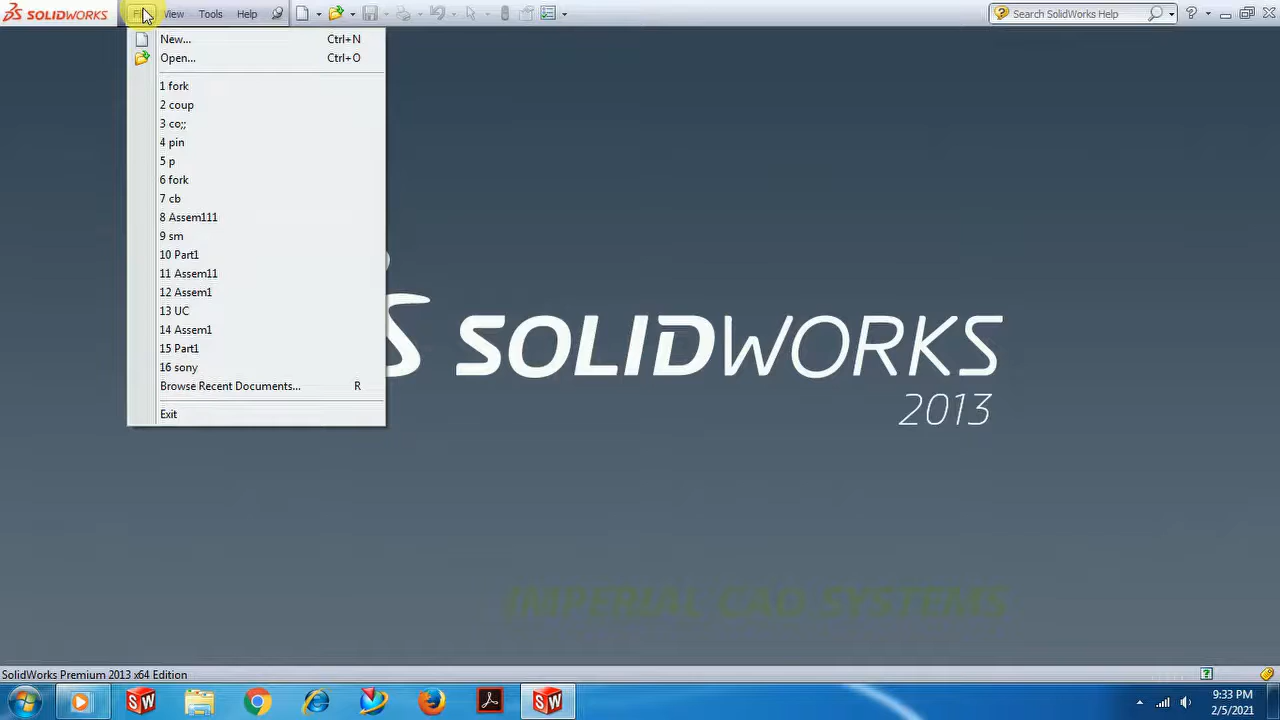 SOLIDWORKS
View
Tools
Help
Search SolidWorks Help
New... Ctrl+N
Open... Ctrl+O
1 fork
2 coup
3 co;;
4 pin
5 p
6 fork
7 cb
8 Assem111
9 sm
10 Part1
11 Assem11
12 Assem1
13 UC
14 Assem1
15 Part1
16 sony
Browse Recent Documents... R
Exit
SOLIDWORKS
2013
IMPERIAL CAD SYSTEMS
SolidWorks Premium 2013 x64 Edition
9:33 PM
2/5/2021